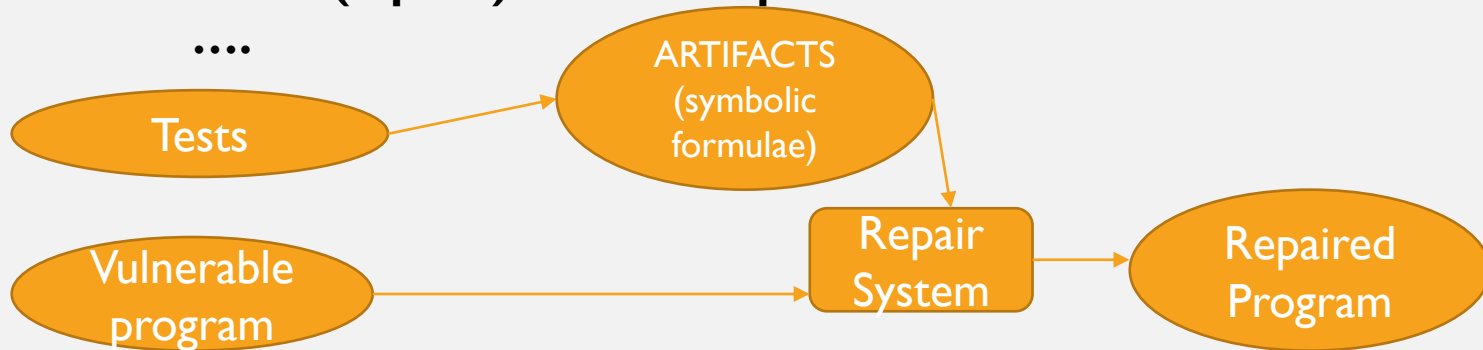 ....
ARTIFACTS
(symbolic
formulae)
Tests
Repair
System
Vulnerable
program
Repaired
Program